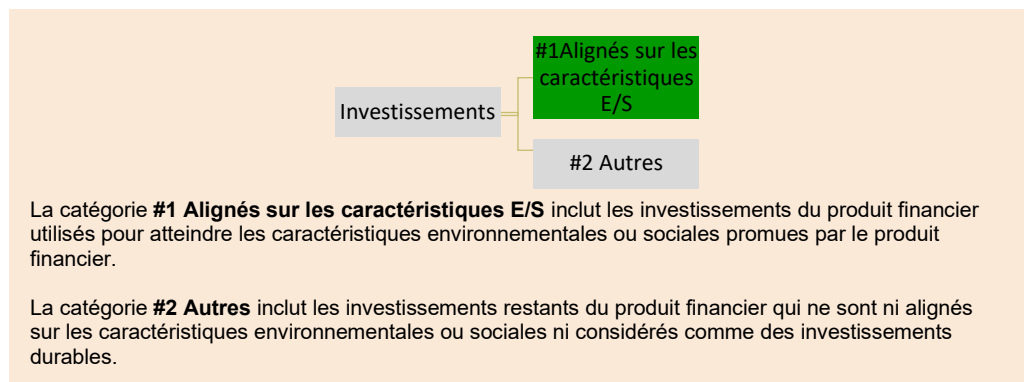 #1Alignés sur les
caractéristiques
E/S
Investissements
#2 Autres
La catégorie #1 Alignés sur les caractéristiques E/S inclut les investissements du produit financier
utilisés pour atteindre les caractéristiques environnementales ou sociales promues par le produit
financier.
La catégorie #2 Autres inclut les investissements restants du produit financier qui ne sont ni alignés
sur les caractéristiques environnementales ou sociales ni considérés comme des investissements
durables.